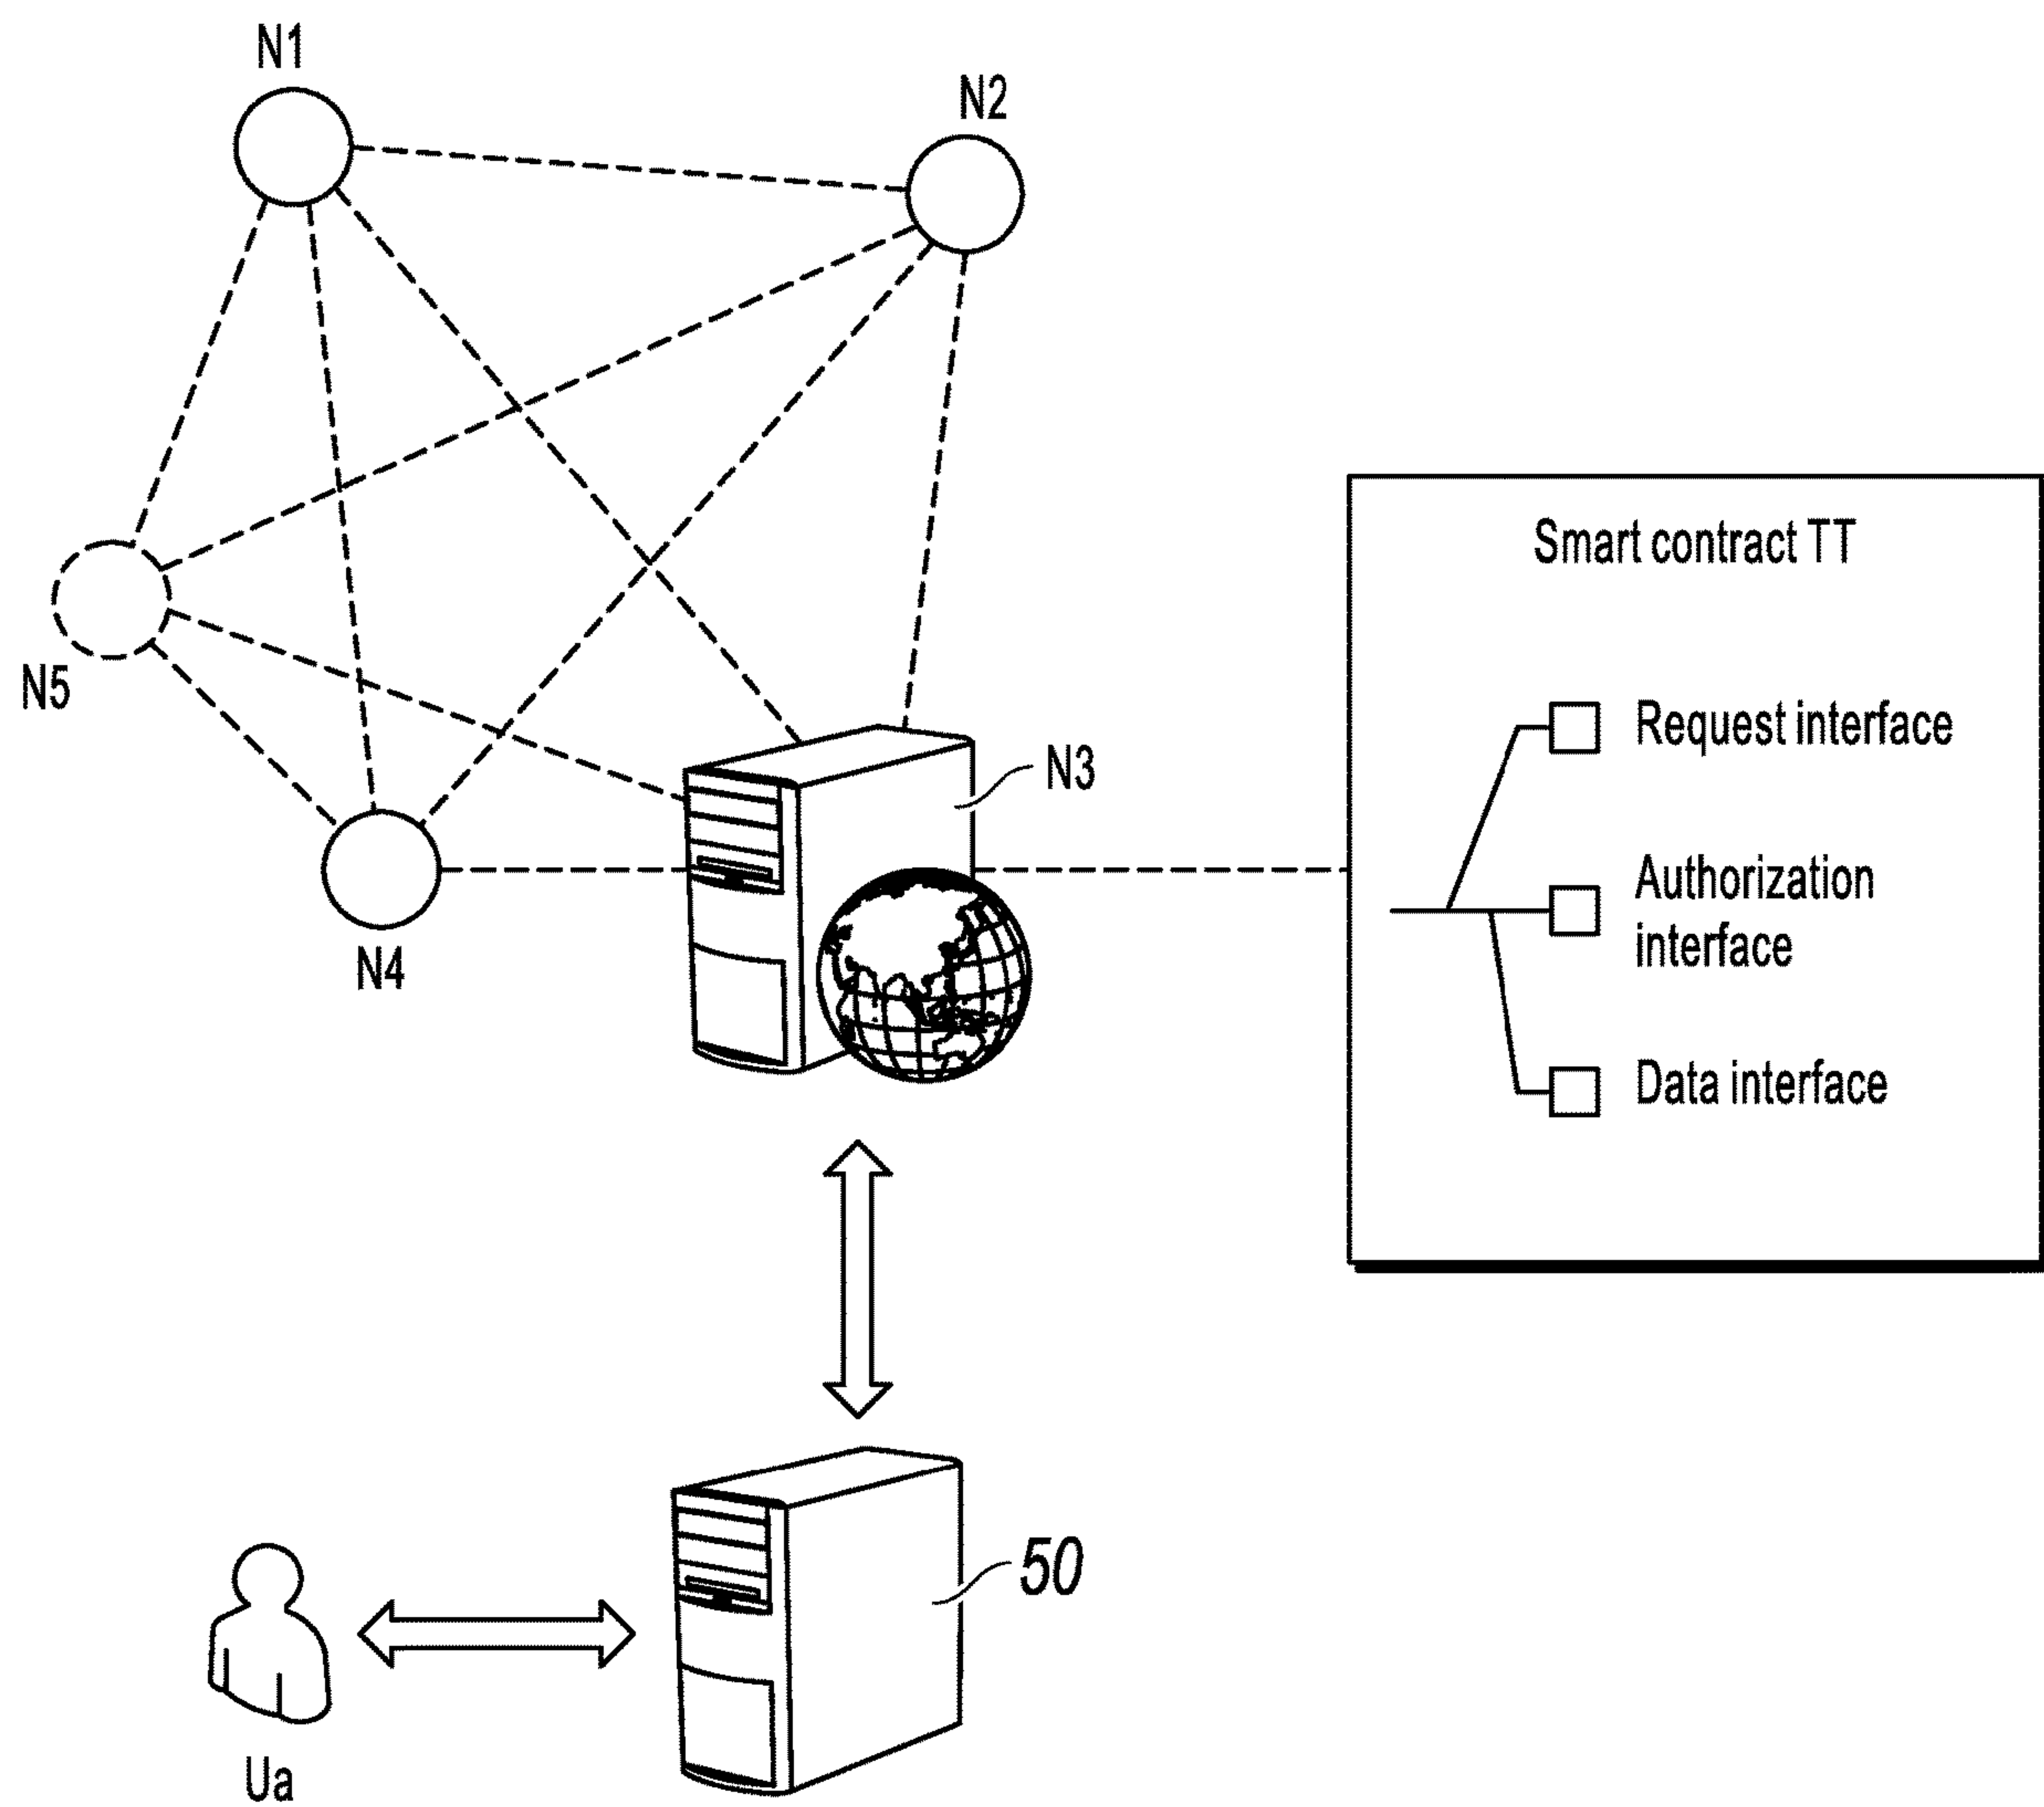 N1
N2
Smart contract TT
N5
Request interface
N3
Authorization
interface
N4
Data interface
50
Ua